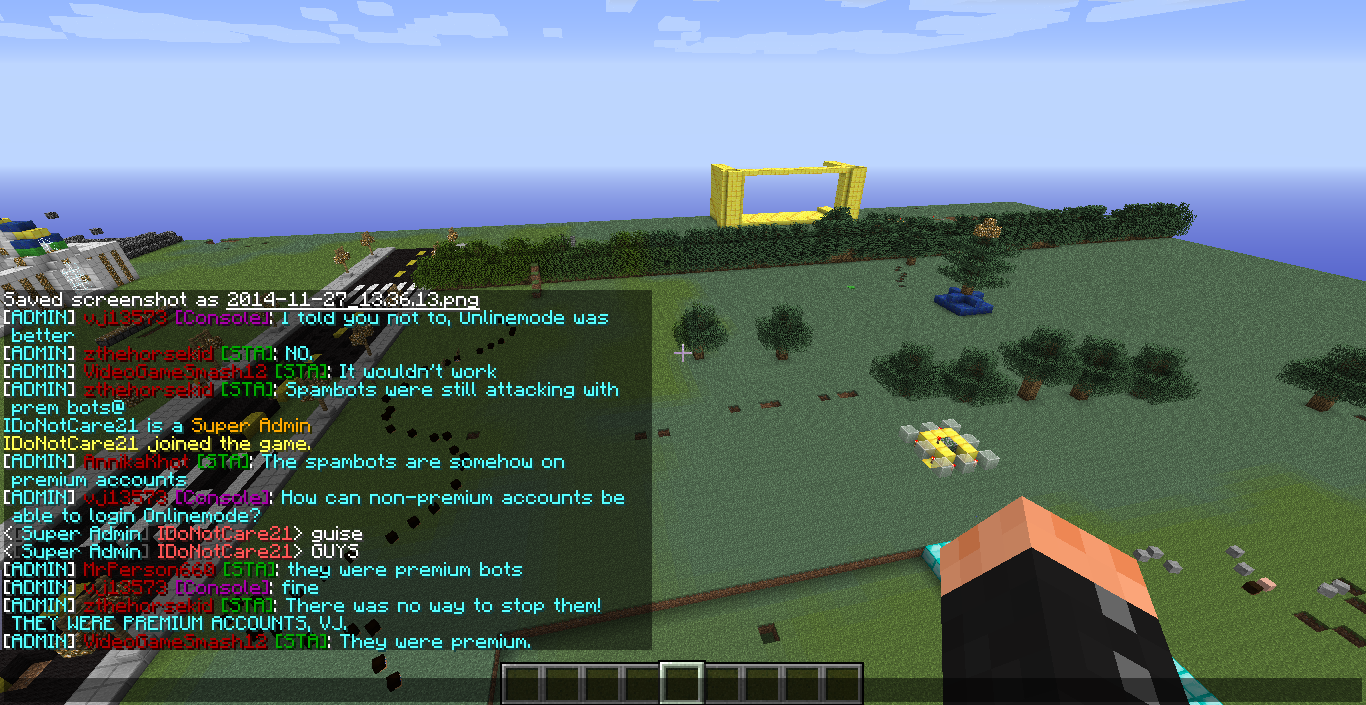 Saved screenshot as 2014-11-27_13.36.13.png
[ADMIN] vj13573 [Console]: I told you not to, Unlinemode was
better
[ADMIN] zthehorsekid [STA]: NO.
[ADMIN] VideoGameSmash12 [STA]: It wouldn't work
[ADMIN] zthehorsekid [STA]: Spambots were still attacking with
prem bots@
IDoNotCare21 is a Super Admin
IDoNotCare21 joined the game.
[ADMIN] AnnikaKhot [STA]: The spambots are somehow on
premium accounts
[ADMIN] vj13573 [Console]: How can non-premium accounts be
able to login Onlinemode?
<[Super Admin] IDoNotCare21> guise
<[Super Admin] IDoNotCare21> GUYS
[ADMIN] MrPerson660 [STA]: they were premium bots
[ADMIN] vj13573 [Console]: fine
[ADMIN] zthehorsekid [STA]: There was no way to stop them!
THEY WERE PREMIUM ACCOUNTS, VJ.
[ADMIN] VideoGameSmash12 [STA]: They were premium.